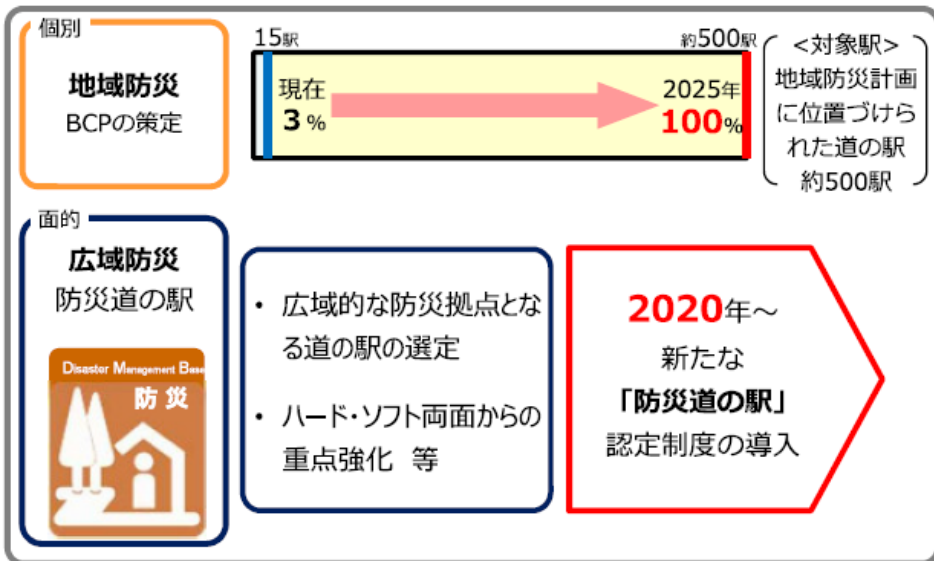 個別
地域防災
BCPの策定
15駅
約500駅
現在
3%
2025年
100%
<対象駅>
地域防災計画
に位置づけら
れた道の駅
約500駅
面的
広域防災
防災道の駅
Disaster Management Base
防災
・ 広域的な防災拠点とな
る道の駅の選定
・ ハード・ソフト両面からの
重点強化 等
2020年～
新たな
「防災道の駅」
認定制度の導入